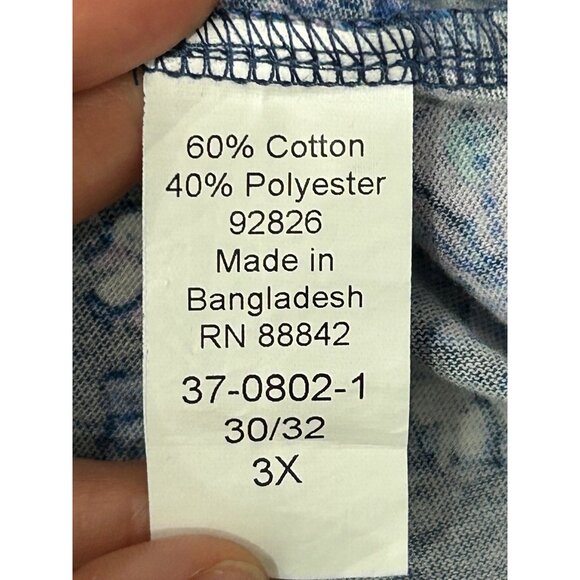 60% Cotton
40% Polyester
92826
Made in
Bangladesh
RN 88842
37-0802-1
30/32
3X